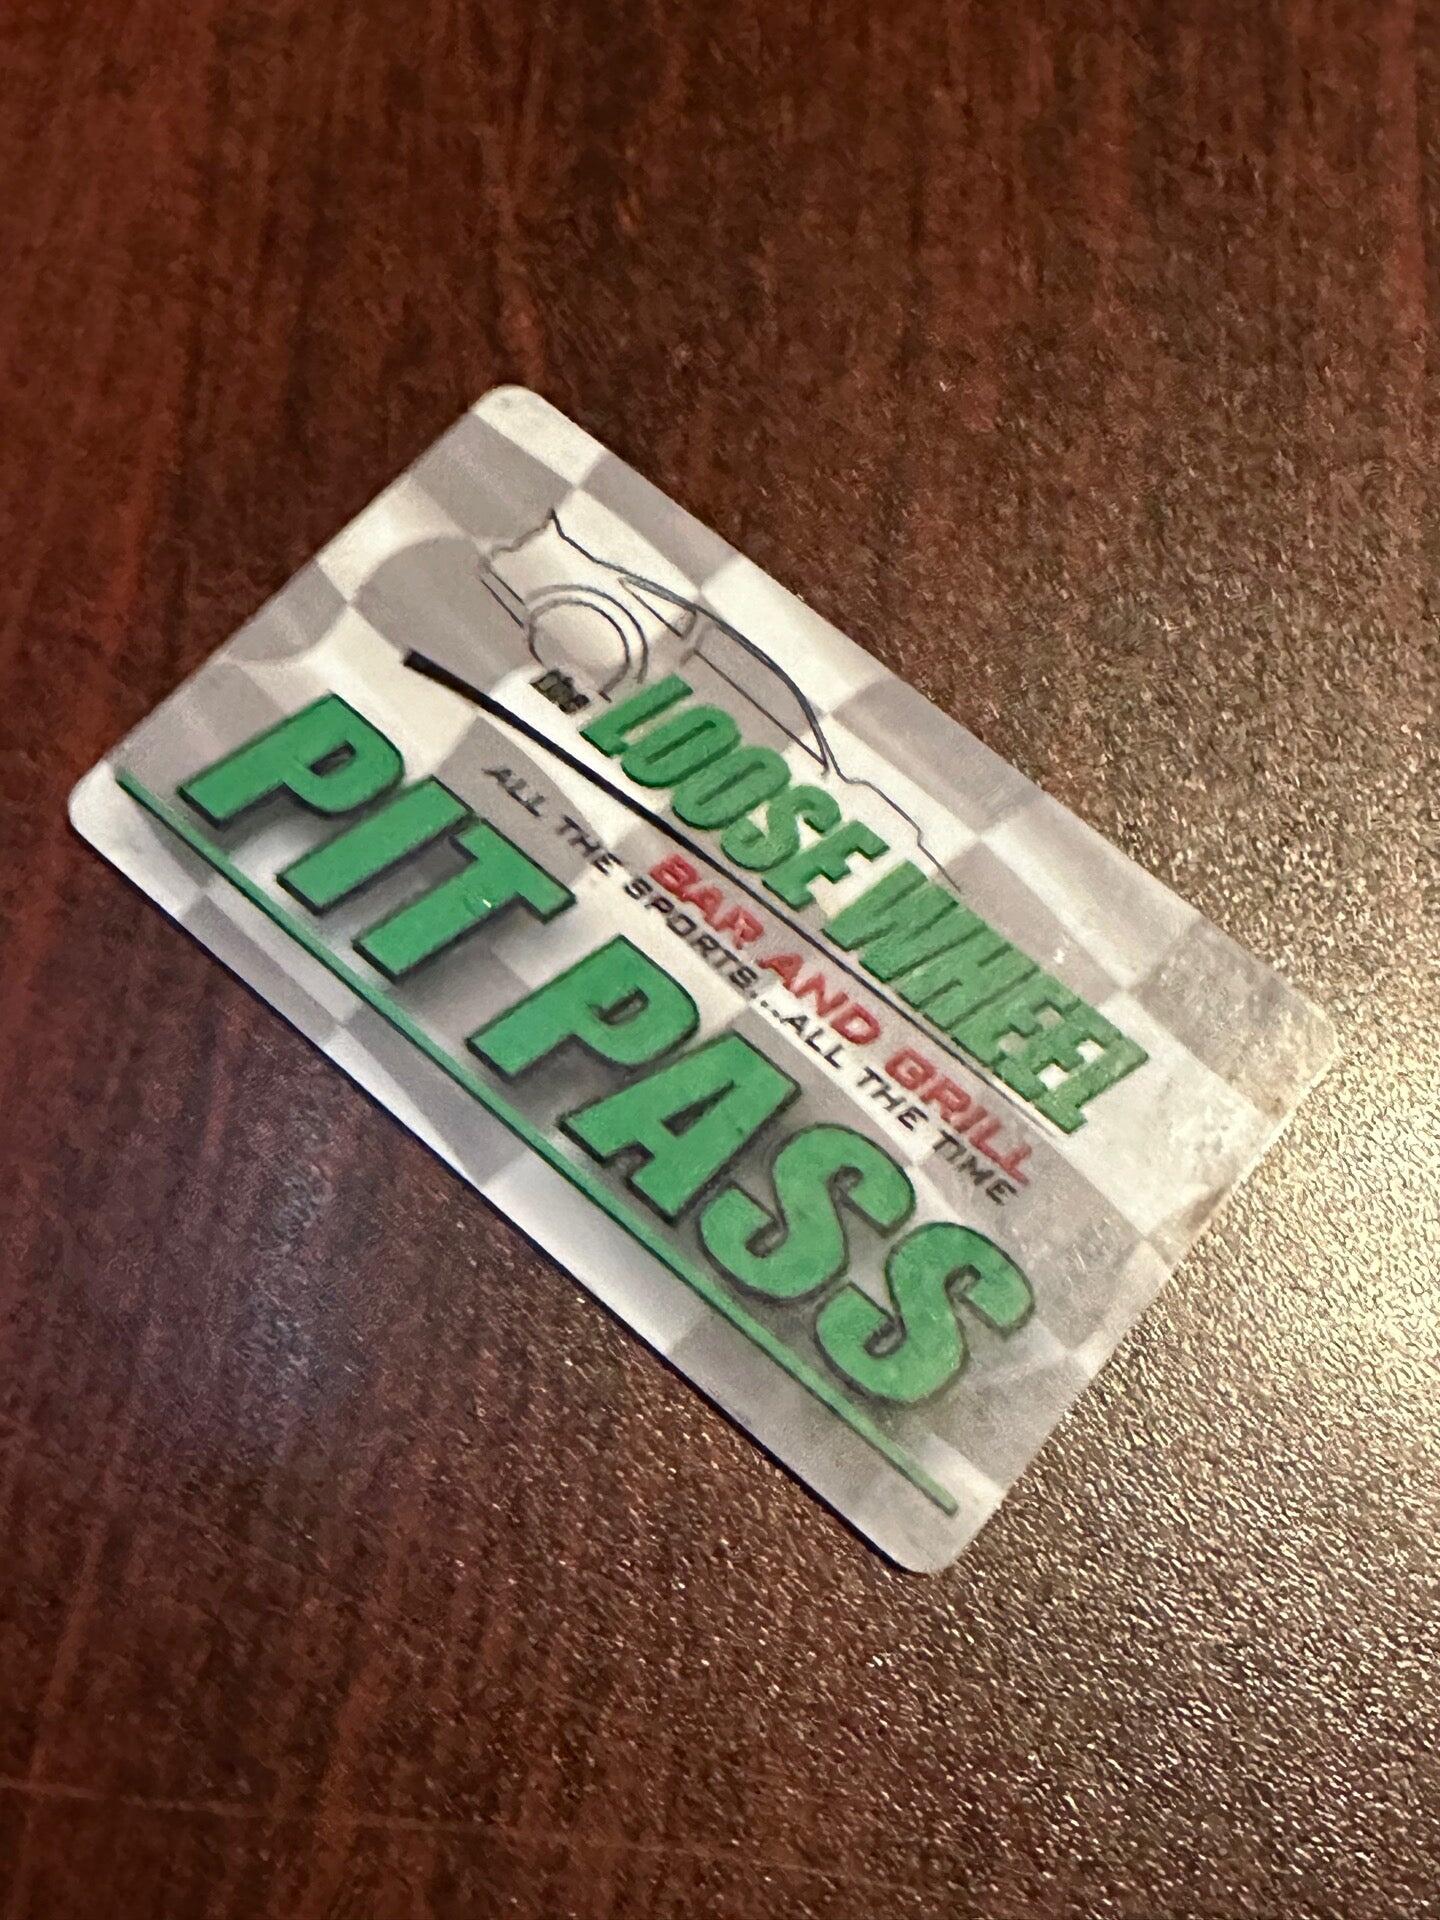 the LOOSE WHEEL
BAR AND GRILL
ALL THE SPORTS...ALL THE TIME
PIT PASS